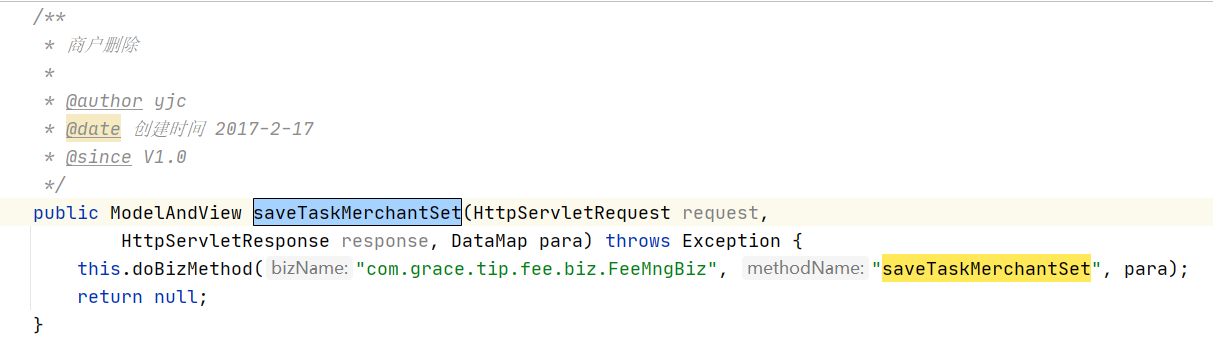 /**
 * 商户删除
 *
 * @author yjc
 * @date 创建时间 2017-2-17
 * @since V1.0
 */
public ModelAndView saveTaskMerchantSet(HttpServletRequest request,
        HttpServletResponse response, DataMap para) throws Exception {
    this.doBizMethod( bizName: "com.grace.tip.fee.biz.FeeMngBiz", methodName: "saveTaskMerchantSet", para);
    return null;
}